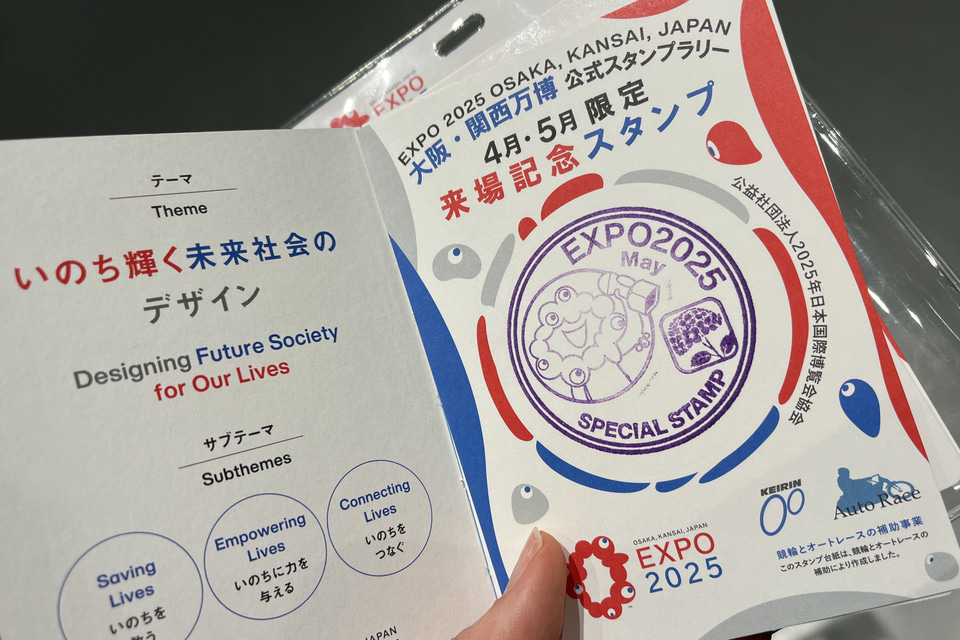 テーマ
Theme
いのち輝く未来社会の
デザイン
Designing Future Society
for Our Lives
サブテーマ
Subthemes
Saving
Lives
いのちを
救う
Empowering
Lives
いのちに力を
与える
Connecting
Lives
いのちを
つなぐ
EXPO
EXPO 2025 OSAKA, KANSAI, JAPAN
大阪・関西万博 公式スタンプラリー
4月・5月 限定
来場記念スタンプ
公益社団法人2025年日本国際博覧会協会
EXPO2025
May
SPECIAL STAMP
OSAKA, KANSAI, JAPAN
EXPO
2025
KEIRIN
Auto Race
競輪とオートレースの補助事業
このスタンプ台紙は、競輪とオートレースの
補助により作成しました。